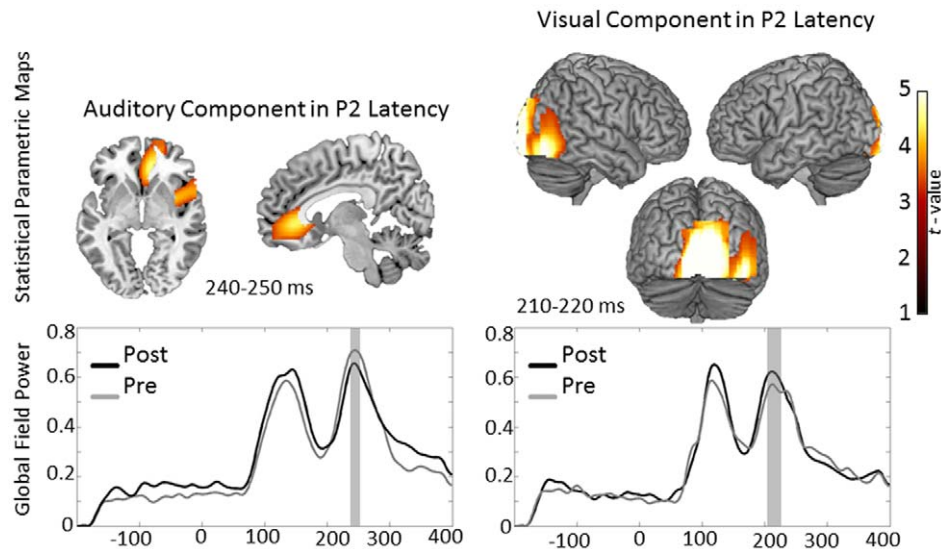 Visual Component in P2 Latency
Auditory Component in P2 Latency
Statistical Parametric Maps
240-250 ms
210-220 ms
5
4
3
2
1
t - value
Global Field Power
0.8
0.6
0.4
0.2
0
Post
Pre
-100
0
100
200
300
400
0.8
0.6
0.4
0.2
0
Post
Pre
-100
0
100
200
300
400